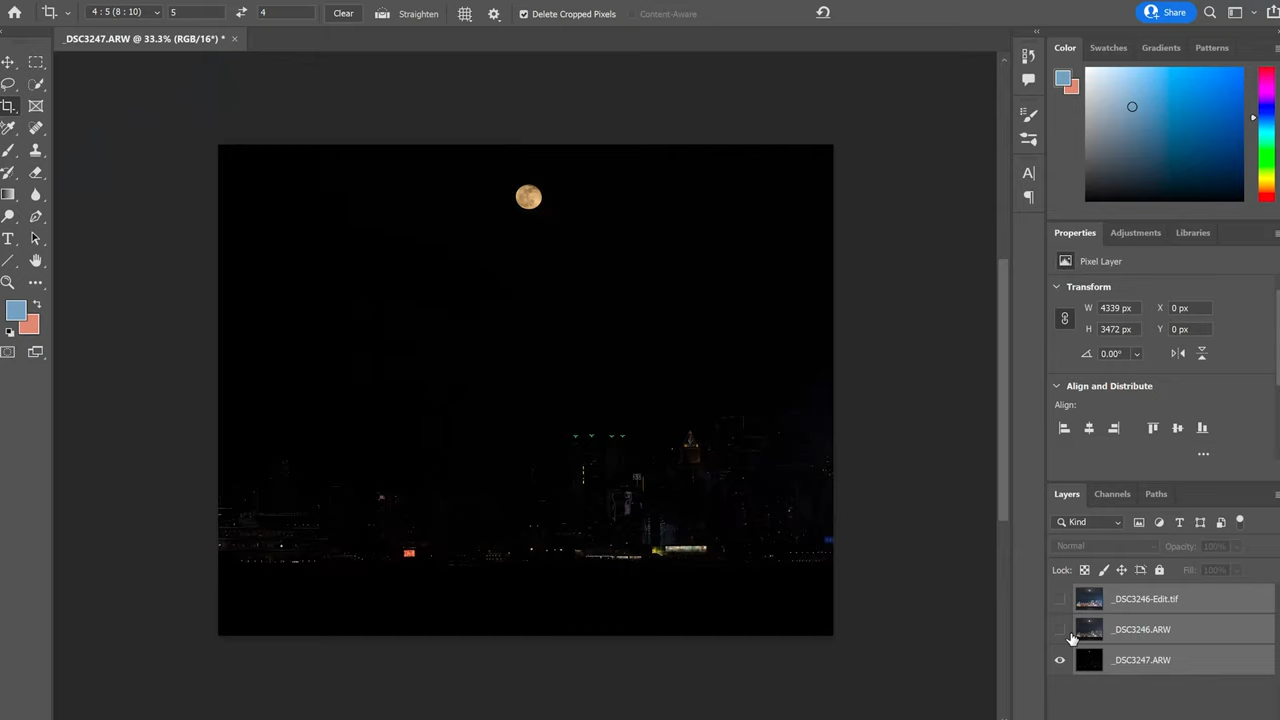 4 : 5 (8 : 10) 5 4 Clear Straighten Delete Cropped Pixels Content-Aware Share
_DSC3247.ARW @ 33.3% (RGB/16*) * ×
Color Swatches Gradients Patterns
Properties Adjustments Libraries
Pixel Layer
Transform
W 4339 px X 0 px
H 3472 px Y 0 px
0.00°
Align and Distribute
Align:
Layers Channels Paths
Kind
Normal Opacity: 100%
Lock: Fill: 100%
_DSC3246-Edit.tif
_DSC3246.ARW
_DSC3247.ARW